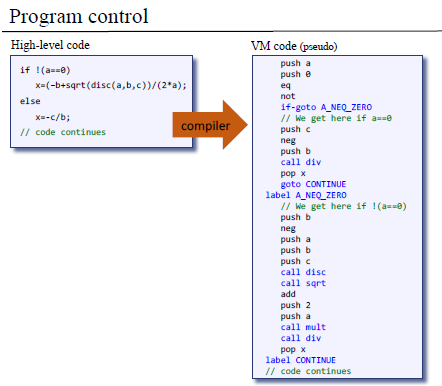 Program control
High-level code
if !(a==0)
x=(-b+sqrt(disc(a,b,c))/(2*a);
else
x=-c/b;
// code continues
compiler
VM code (pseudo)
push a
push 0
eq
not
if-goto A_NEQ_ZERO
// We get here if a==0
push c
neg
push b
call div
pop x
goto CONTINUE
label A_NEQ_ZERO
// We get here if !(a==0)
push b
neg
push a
push b
push c
call disc
call sqrt
add
push 2
push a
call mult
call div
pop x
label CONTINUE
// code continues